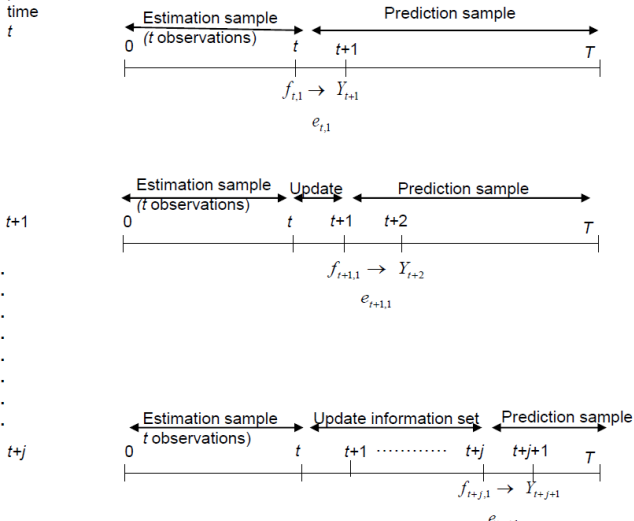 time
t
Estimation sample
(t observations)
Prediction sample
0 t t+1 T
f_{t,1} → Y_{t+1}
e_{t,1}
t+1
Estimation sample
(t observations)
Update
Prediction sample
0 t t+1 t+2 T
f_{t+1,1} → Y_{t+2}
e_{t+1,1}
.
.
.
.
.
.
.
.
t+j
Estimation sample
t observations)
Update information set
Prediction sample
0 t t+1 ············ t+j t+j+1 T
f_{t+j,1} → Y_{t+j+1}
e